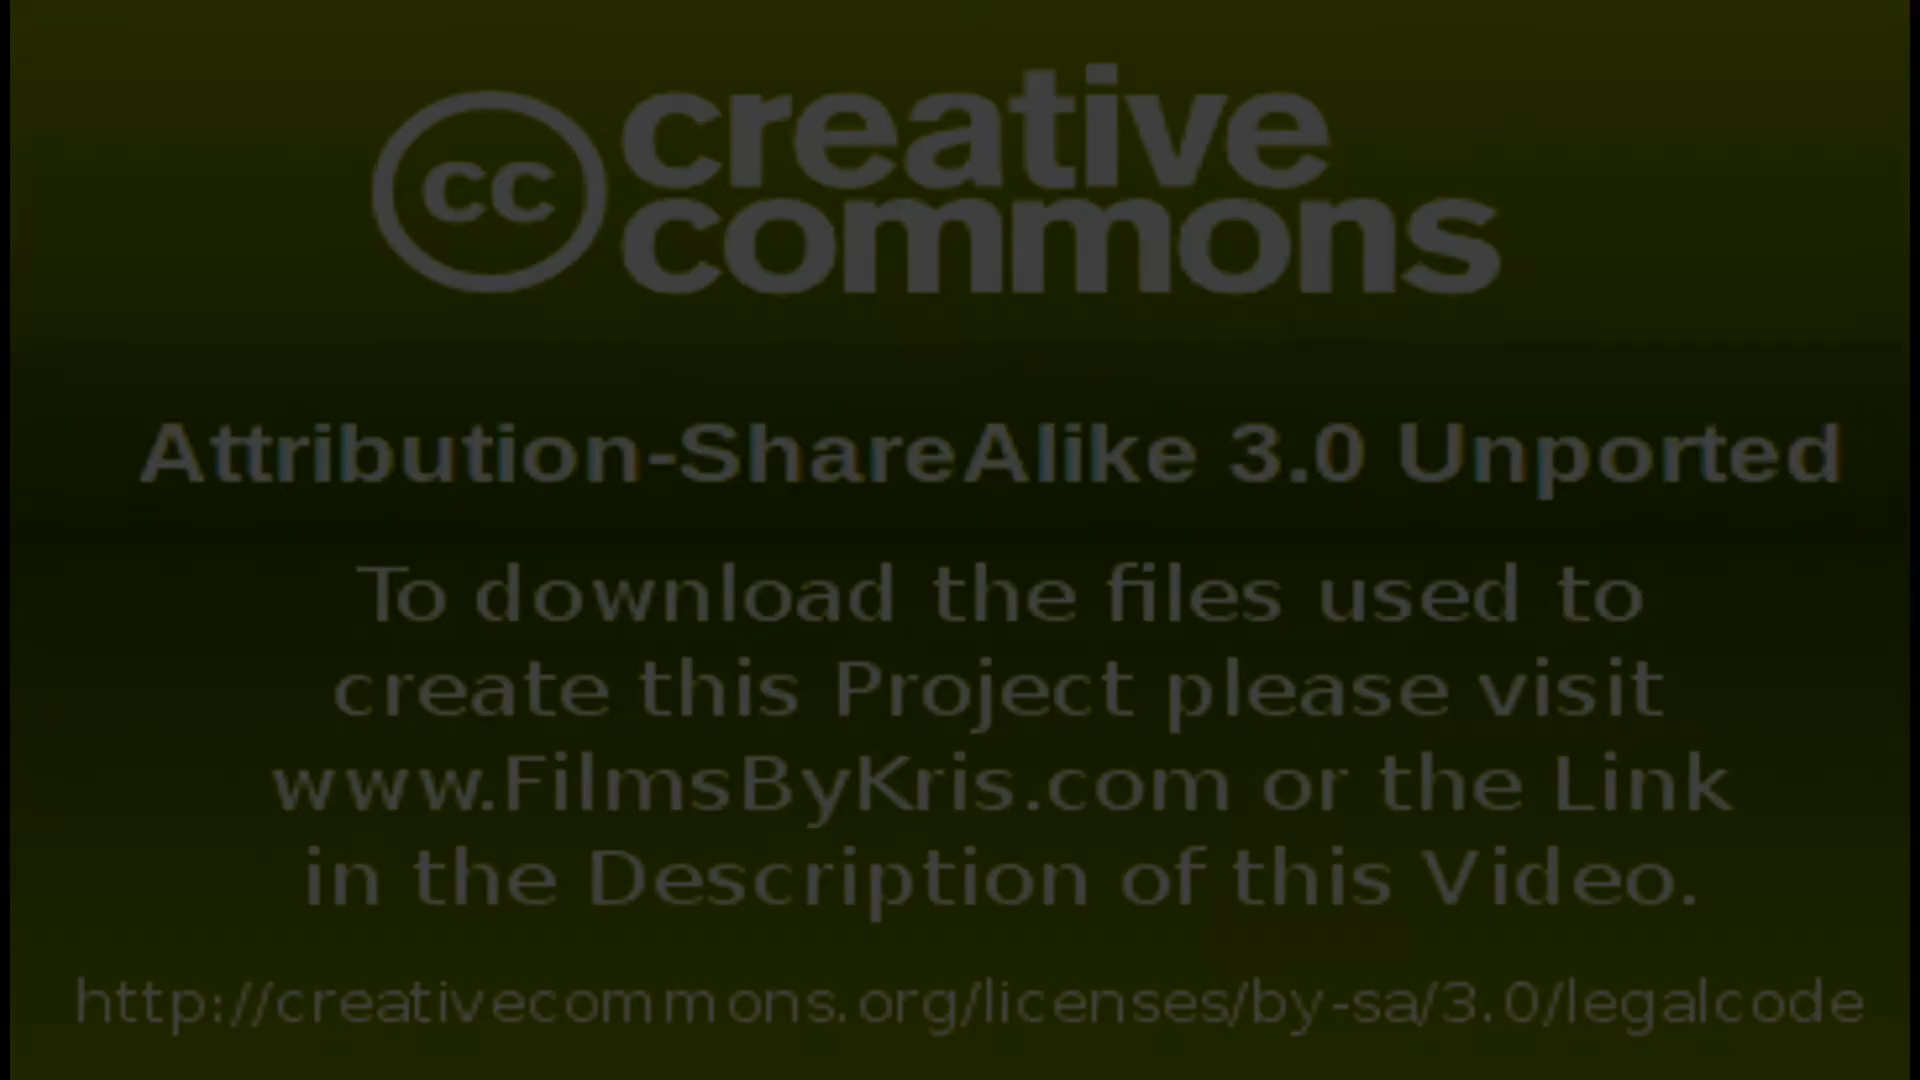 cc creative
commons
Attribution-ShareAlike 3.0 Unported
To download the files used to
create this Project please visit
www.FilmsByKris.com or the Link
in the Description of this Video.
http://creativecommons.org/licenses/by-sa/3.0/legalcode